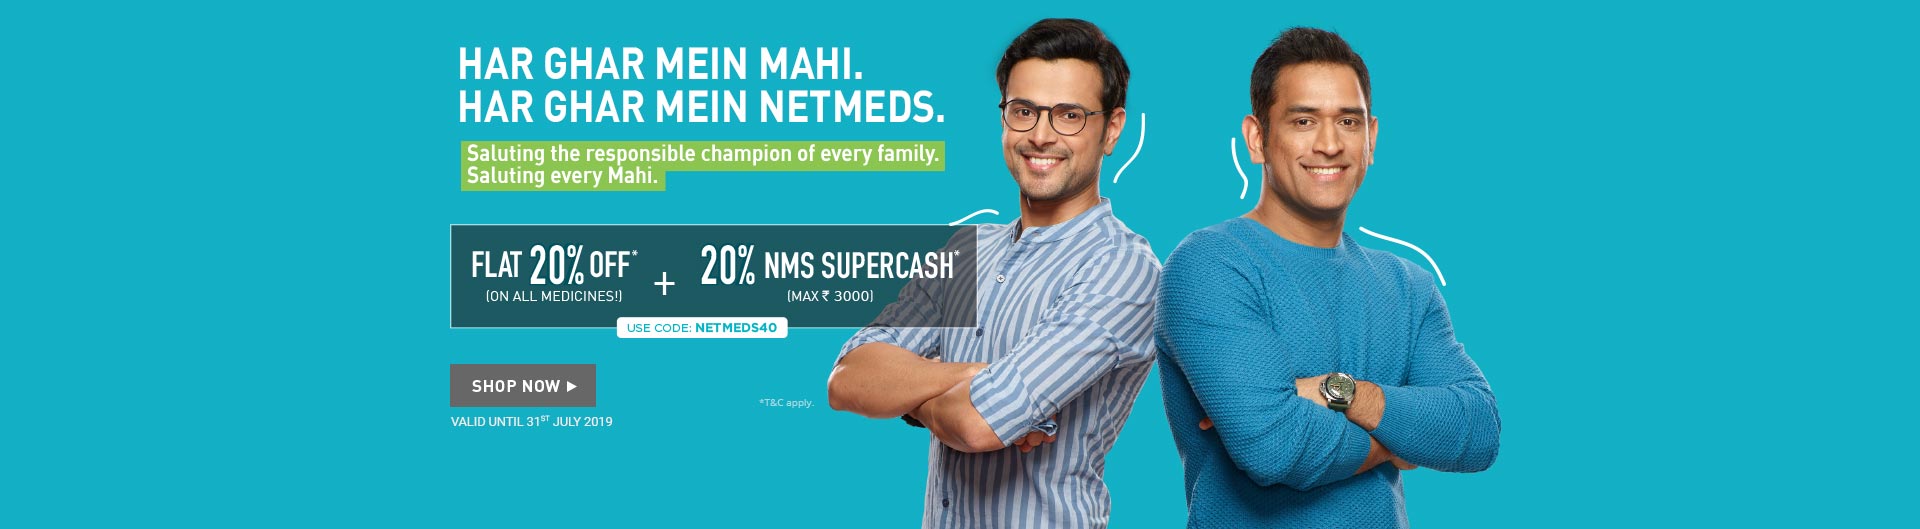 HAR GHAR MEIN MAHI.
HAR GHAR MEIN NETMEDS.
Saluting the responsible champion of every family.
Saluting every Mahi.
FLAT 20% OFF* + 20% NMS SUPERCASH*
(ON ALL MEDICINES!) (MAX ₹ 3000)
USE CODE: NETMEDS40
SHOP NOW ▶
*T&C apply.
VALID UNTIL 31ST JULY 2019